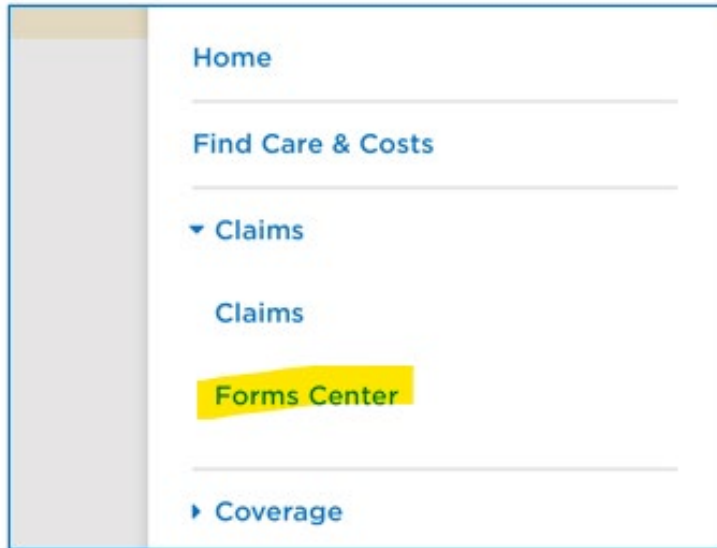 Home
Find Care & Costs
Claims
Claims
Forms Center
Coverage